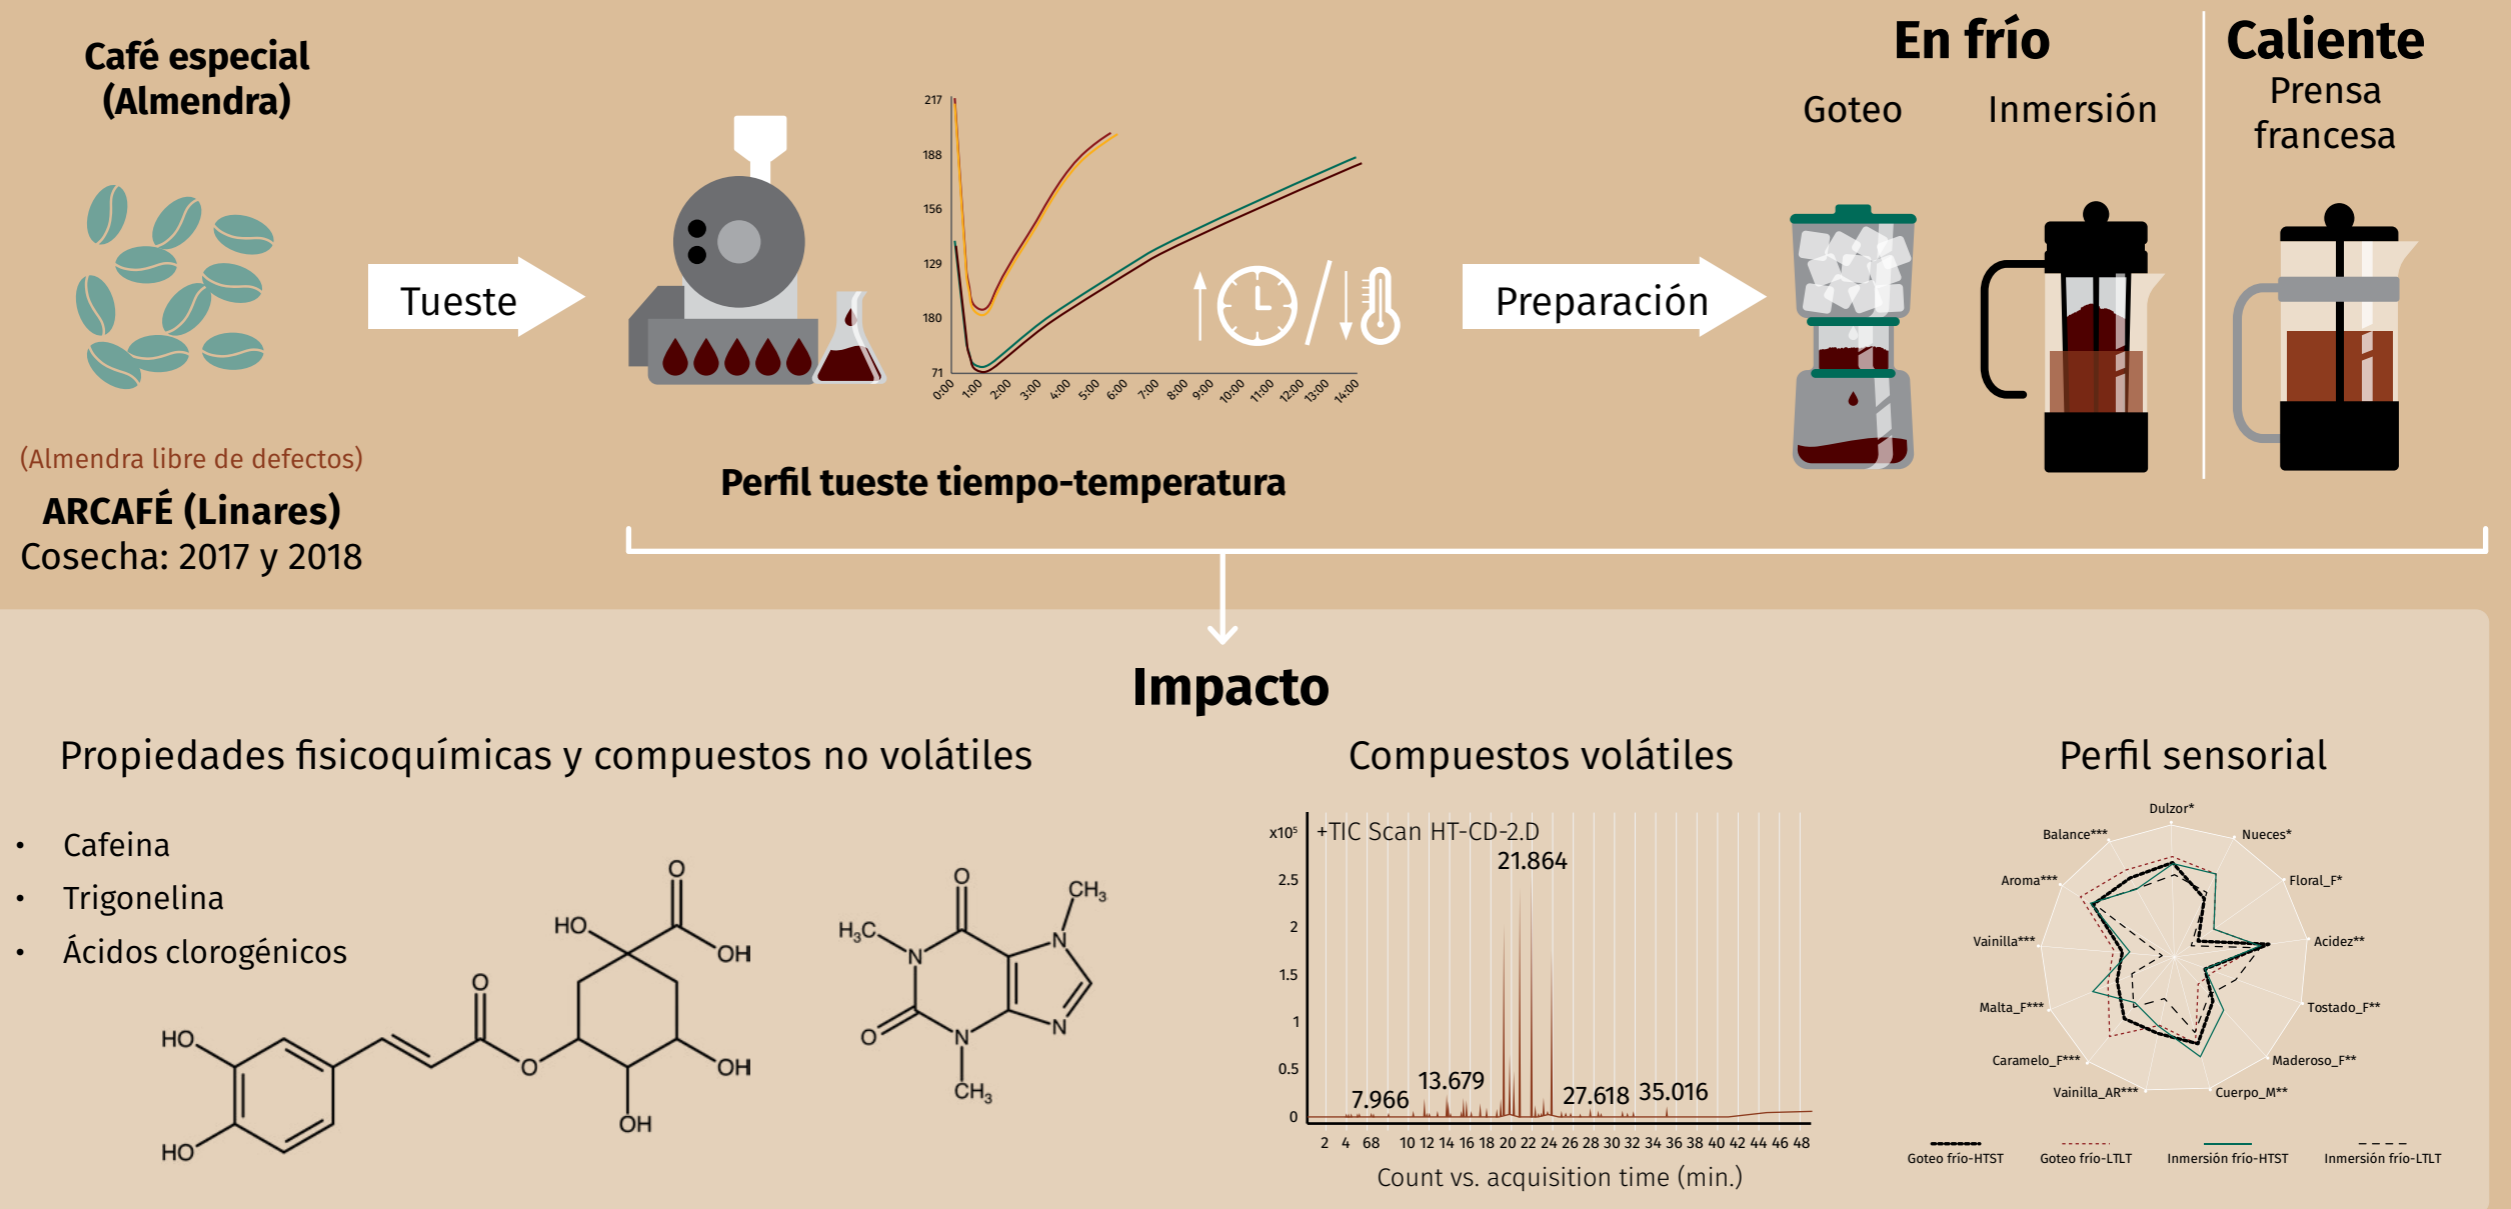 Café especial
(Almendra)
(Almendra libre de defectos)
ARCAFÉ (Linares)
Cosecha: 2017 y 2018
Tueste
217
188
156
129
180
71
0:00
1:00
2:00
3:00
4:00
5:00
6:00
7:00
8:00
9:00
10:00
11:00
12:00
13:00
14:00
Perfil tueste tiempo-temperatura
Preparación
En frío
Goteo
Inmersión
Caliente
Prensa
francesa
Impacto
Propiedades fisicoquímicas y compuestos no volátiles
• Cafeina
• Trigonelina
• Ácidos clorogénicos
O
HO
OH
O
HO
O
OH
OH
HO
O
CH₃
H₃C
N
N
O
N
N
CH₃
Compuestos volátiles
x10⁵
+TIC Scan HT-CD-2.D
21.864
2.5
2
1.5
1
0.5
0
7.966
13.679
27.618
35.016
2 4 68 10 12 14 16 18 20 22 24 26 28 30 32 34 36 38 40 42 44 46 48
Count vs. acquisition time (min.)
Perfil sensorial
Dulzor*
Nueces*
Floral_F*
Acidez**
Tostado_F**
Maderoso_F**
Cuerpo_M**
Vainilla_AR***
Caramelo_F***
Malta_F***
Vainilla***
Aroma***
Balance***
Goteo frío-HTST
Goteo frío-LTLT
Inmersión frío-HTST
Inmersión frío-LTLT